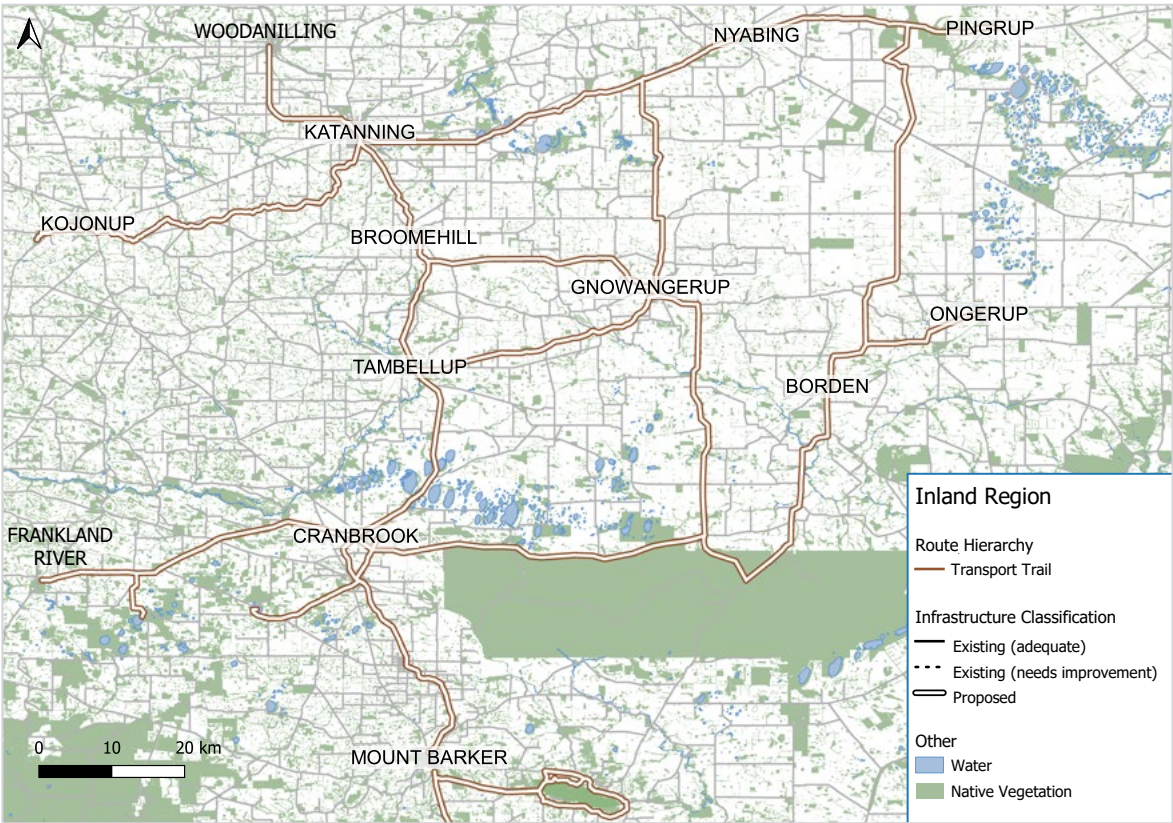 WOODANILLING
NYABING
PINGRUP
KATANNING
KOJONUP
BROOMEHILL
GNOWANGERUP
ONGERUP
TAMBELLUP
BORDEN
FRANKLAND
RIVER
CRANBROOK
MOUNT BARKER
0 10 20 km
Inland Region
Route Hierarchy
Transport Trail
Infrastructure Classification
Existing (adequate)
Existing (needs improvement)
Proposed
Other
Water
Native Vegetation